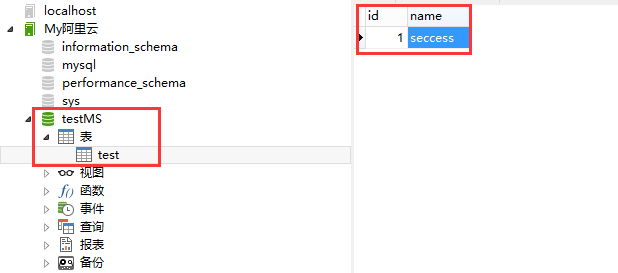 localhost
My阿里云
information_schema
mysql
performance_schema
sys
testMS
表
test
视图
f() 函数
事件
查询
报表
备份
id name
1 seccess